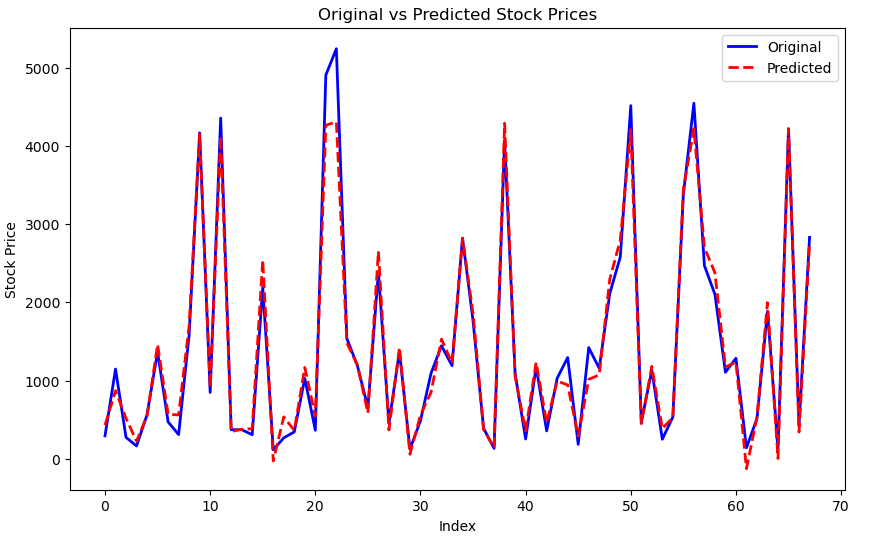 Original vs Predicted Stock Prices
Original
Predicted
Stock Price
5000
4000
3000
2000
1000
0
0 10 20 30 40 50 60 70
Index